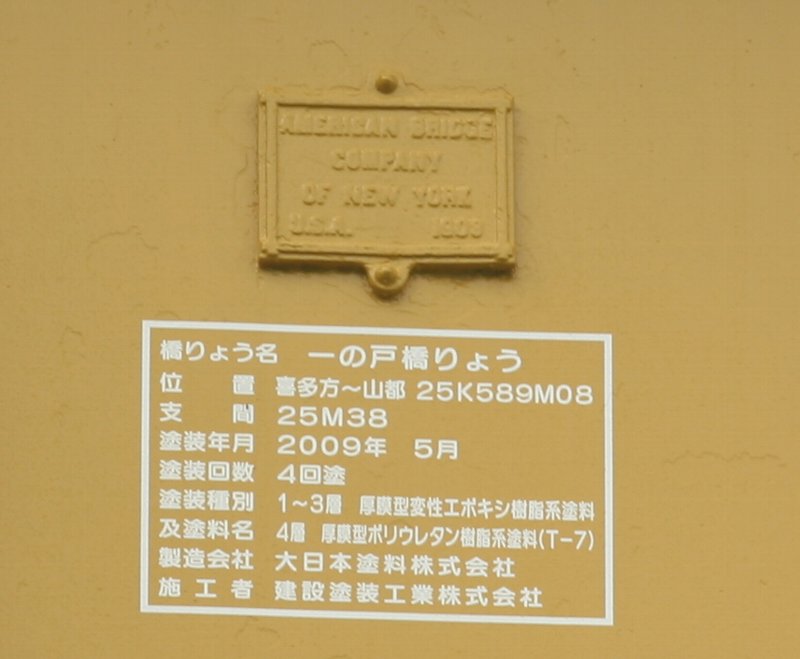 AMERICAN BRIDGE
COMPANY
OF NEW YORK
U.S.A. 1908
橋りょう名 一の戸橋りょう
位 置 喜多方~山都 25K589M08
支 間 25M38
塗装年月 2009年 5月
塗装回数 4回塗
塗装種別 1~3層 厚膜型変性エポキシ樹脂系塗料
及塗料名 4層 厚膜型ポリウレタン樹脂系塗料(T-7)
製造会社 大日本塗料株式会社
施工者 建設塗装工業株式会社